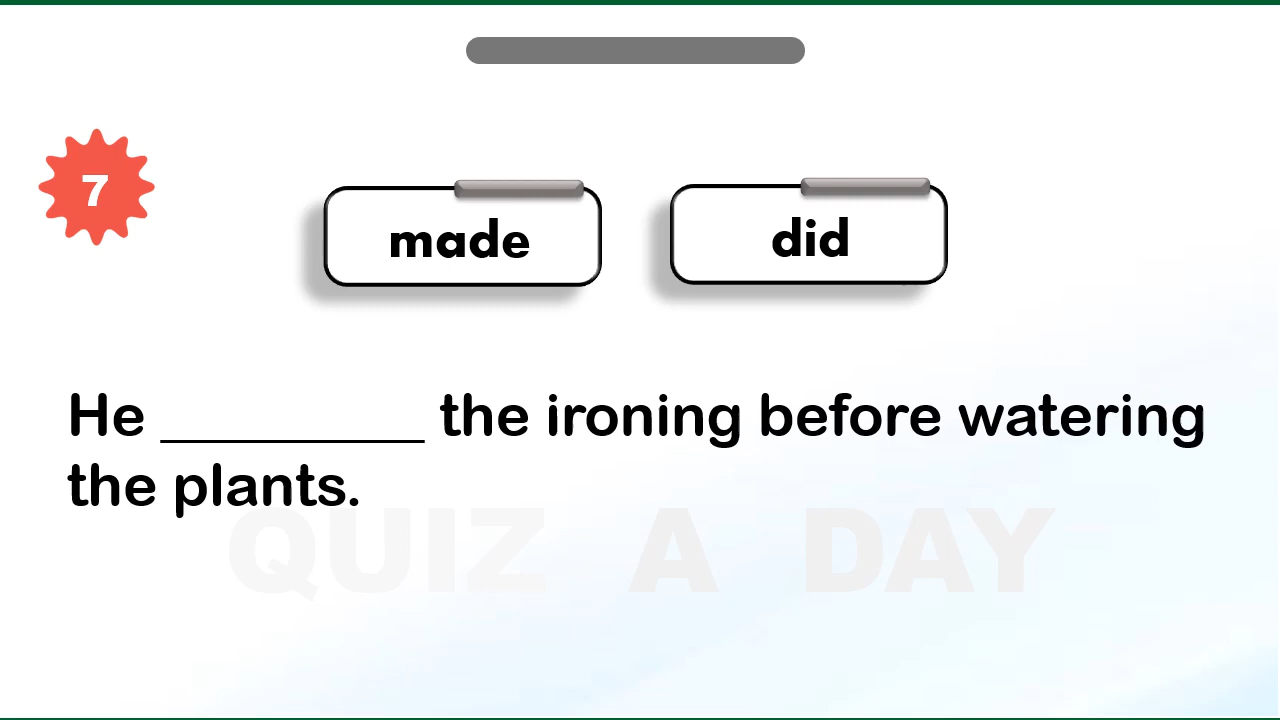 7
made
did
He __________ the ironing before watering
the plants.
QUIZ A DAY